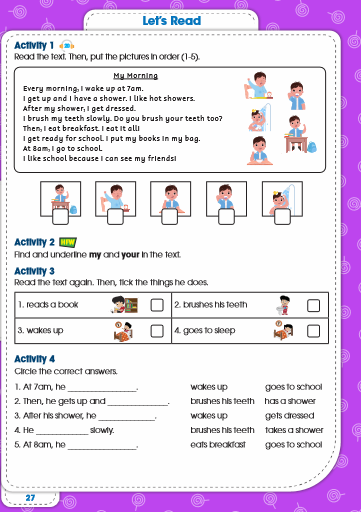 Let's Read
Activity 1
Read the text. Then, put the pictures in order (1-5).
My Morning
Every morning, I wake up at 7am.
I get up and I have a shower. I like hot showers.
After my shower, I get dressed.
I brush my teeth slowly. Do you brush your teeth too?
Then, I eat breakfast. I eat it all!
I get ready for school. I put my books in my bag.
At 8am, I go to school.
I like school because I can see my friends!
Activity 2 HFW
Find and underline my and your in the text.
Activity 3
Read the text again. Then, tick the things he does.
1. reads a book
2. brushes his teeth
3. wakes up
4. goes to sleep
Activity 4
Circle the correct answers.
1. At 7am, he ______________. wakes up goes to school
2. Then, he gets up and ____________. brushes his teeth has a shower
3. After his shower, he ____________. wakes up gets dressed
4. He ____________ slowly. brushes his teeth takes a shower
5. At 8am, he ______________. eats breakfast goes to school
27